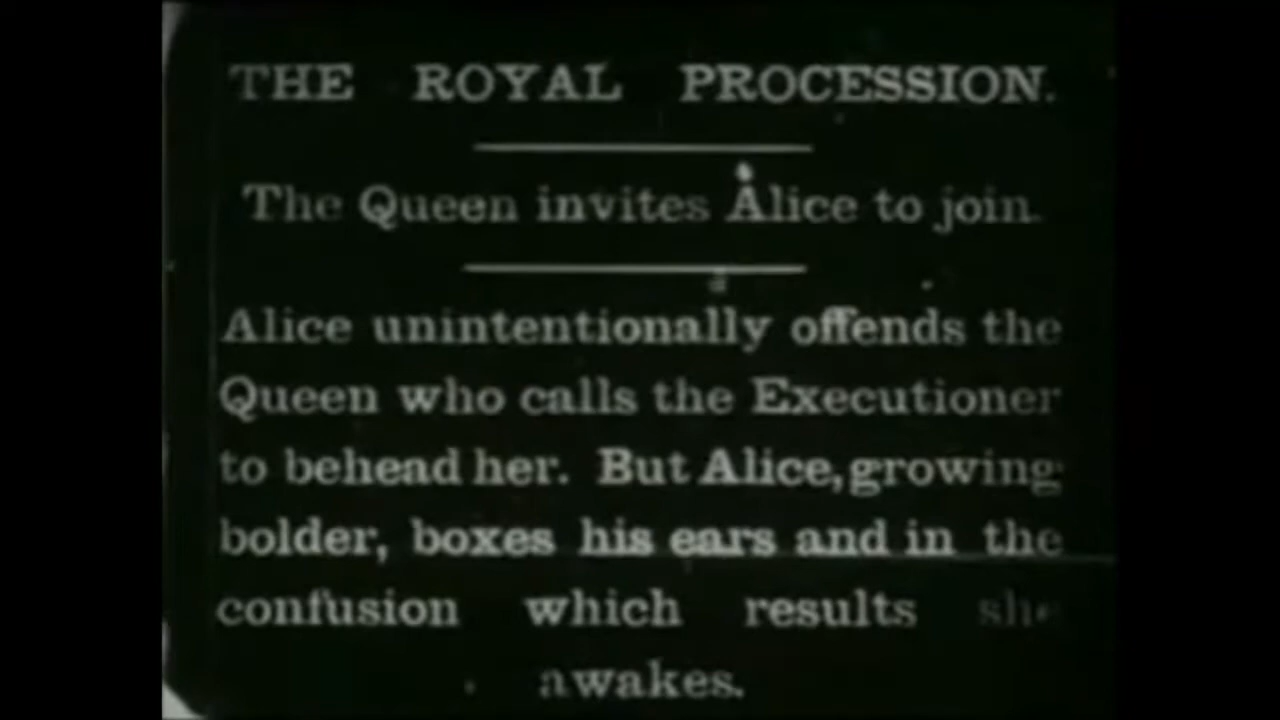 THE ROYAL PROCESSION.
The Queen invites Alice to join.
Alice unintentionally offends the
Queen who calls the Executioner
to behead her. But Alice, growing
bolder, boxes his ears and in the
confusion which results she
awakes.